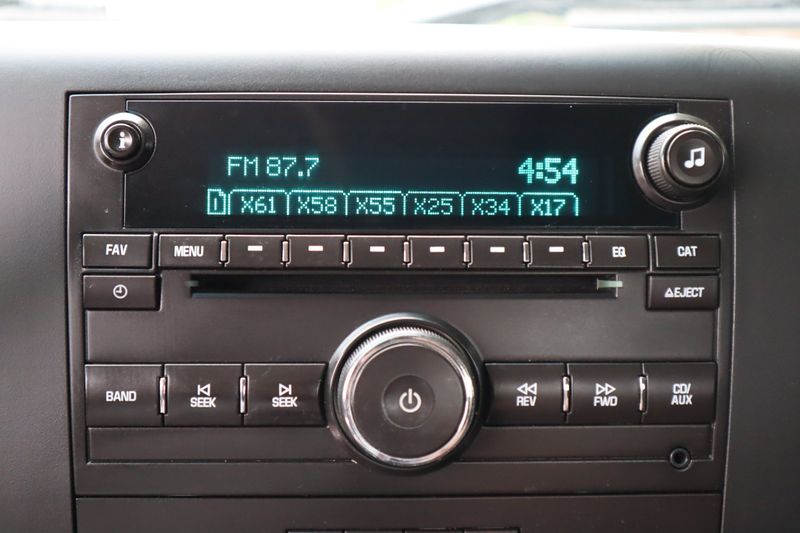 FM 87.7 4:54
1 X61 X58 X55 X25 X34 X17
FAV MENU EQ CAT
EJECT
BAND SEEK SEEK REV FWD CD/
AUX